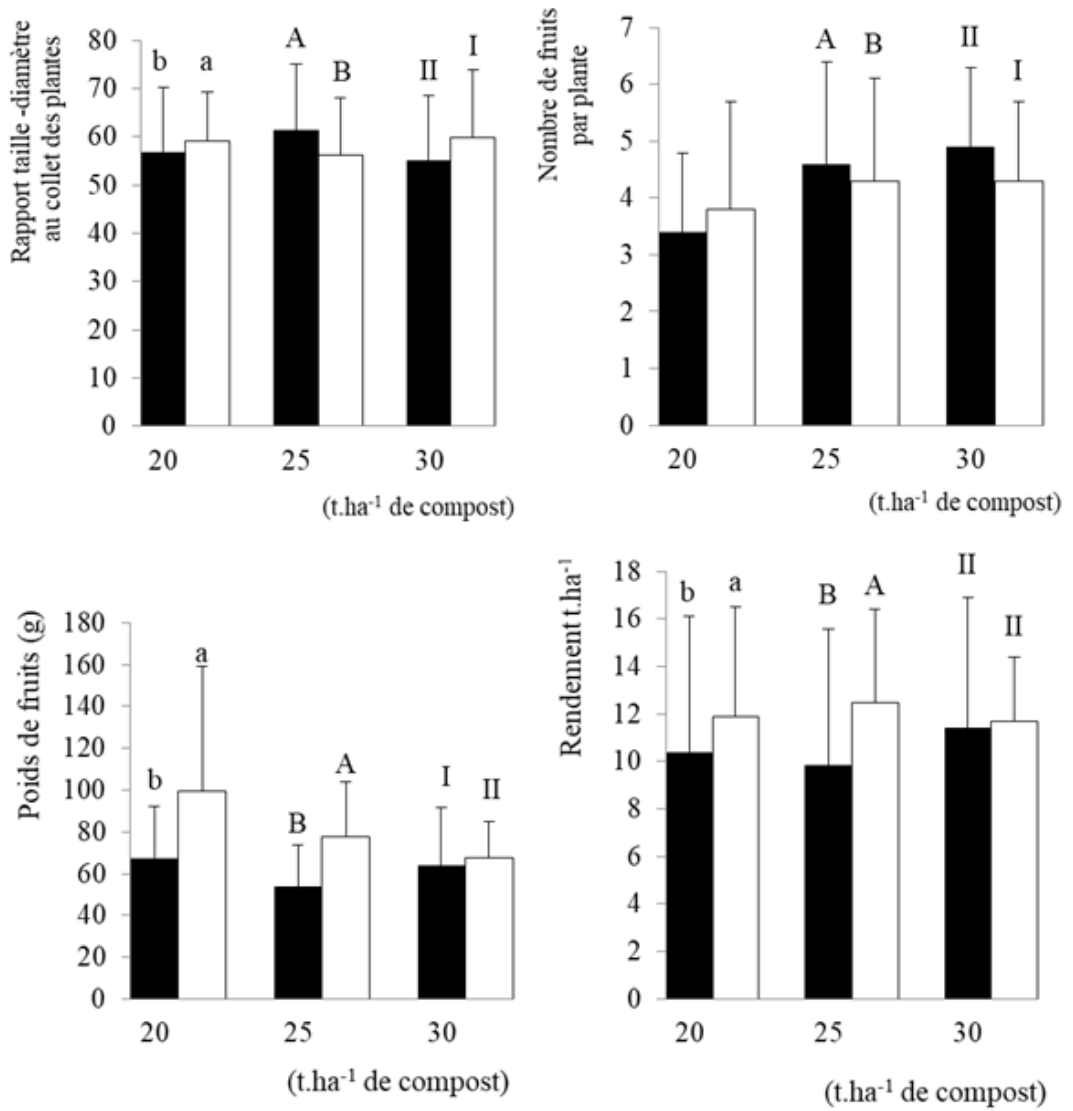 Rapport taille -diamètre
au collet des plantes
80
70
60
50
40
30
20
10
0
b a A B II I
20 25 30
(t.ha⁻¹ de compost)
Nombre de fruits
par plante
7
6
5
4
3
2
1
0
A B II I
20 25 30
(t.ha⁻¹ de compost)
Poids de fruits (g)
180
160
140
120
100
80
60
40
20
0
b a B A I II
20 25 30
(t.ha⁻¹ de compost)
Rendement t.ha⁻¹
18
16
14
12
10
8
6
4
2
0
b a B A II II
20 25 30
(t.ha⁻¹ de compost)